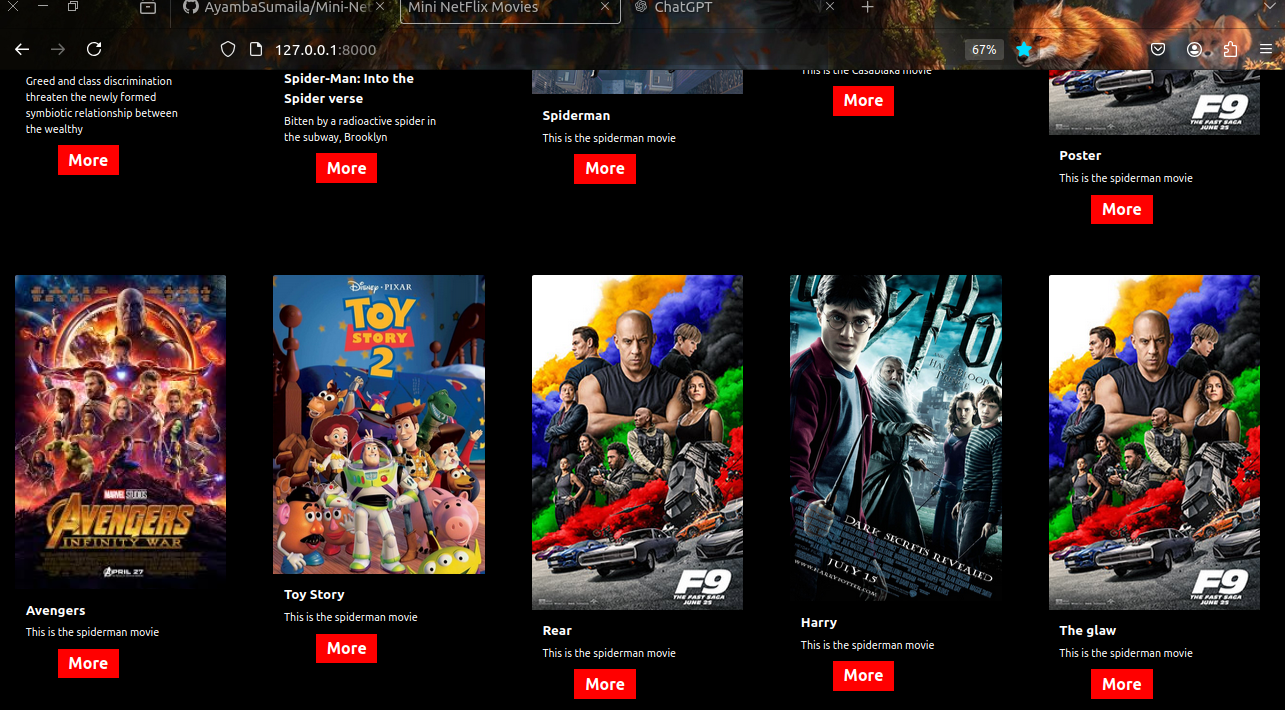 AyambaSumaila/Mini-Ne
Mini NetFlix Movies
ChatGPT
127.0.0.1:8000
67%
Greed and class discrimination
threaten the newly formed
symbiotic relationship between
the wealthy
More
Spider-Man: Into the
Spider verse
Bitten by a radioactive spider in
the subway, Brooklyn
More
Spiderman
This is the spiderman movie
More
This is the Casablaka movie
More
F9
THE FAST SAGA
JUNE 25
Poster
This is the spiderman movie
More
MARVEL STUDIOS
AVENGERS
INFINITY WAR
APRIL 27
Avengers
This is the spiderman movie
More
Disney · PIXAR
TOY
STORY
2
Toy Story
This is the spiderman movie
More
F9
THE FAST SAGA
JUNE 25
Rear
This is the spiderman movie
More
DARK SECRETS REVEALED
JULY 15
WWW.HARRYPOTTER.COM
Harry
This is the spiderman movie
More
F9
THE FAST SAGA
JUNE 25
The glaw
This is the spiderman movie
More